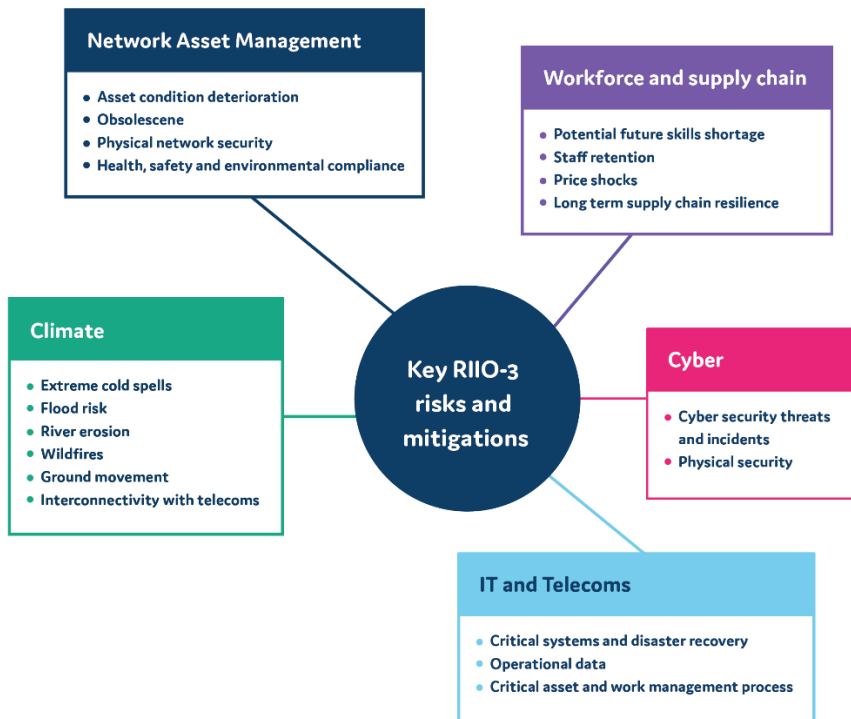 Network Asset Management
Asset condition deterioration
Obsolescene
Physical network security
Health, safety and environmental compliance
Workforce and supply chain
Potential future skills shortage
Staff retention
Price shocks
Long term supply chain resilience
Climate
Extreme cold spells
Flood risk
River erosion
Wildfires
Ground movement
Interconnectivity with telecoms
Key RIIO-3
risks and
mitigations
Cyber
Cyber security threats
and incidents
Physical security
IT and Telecoms
Critical systems and disaster recovery
Operational data
Critical asset and work management process